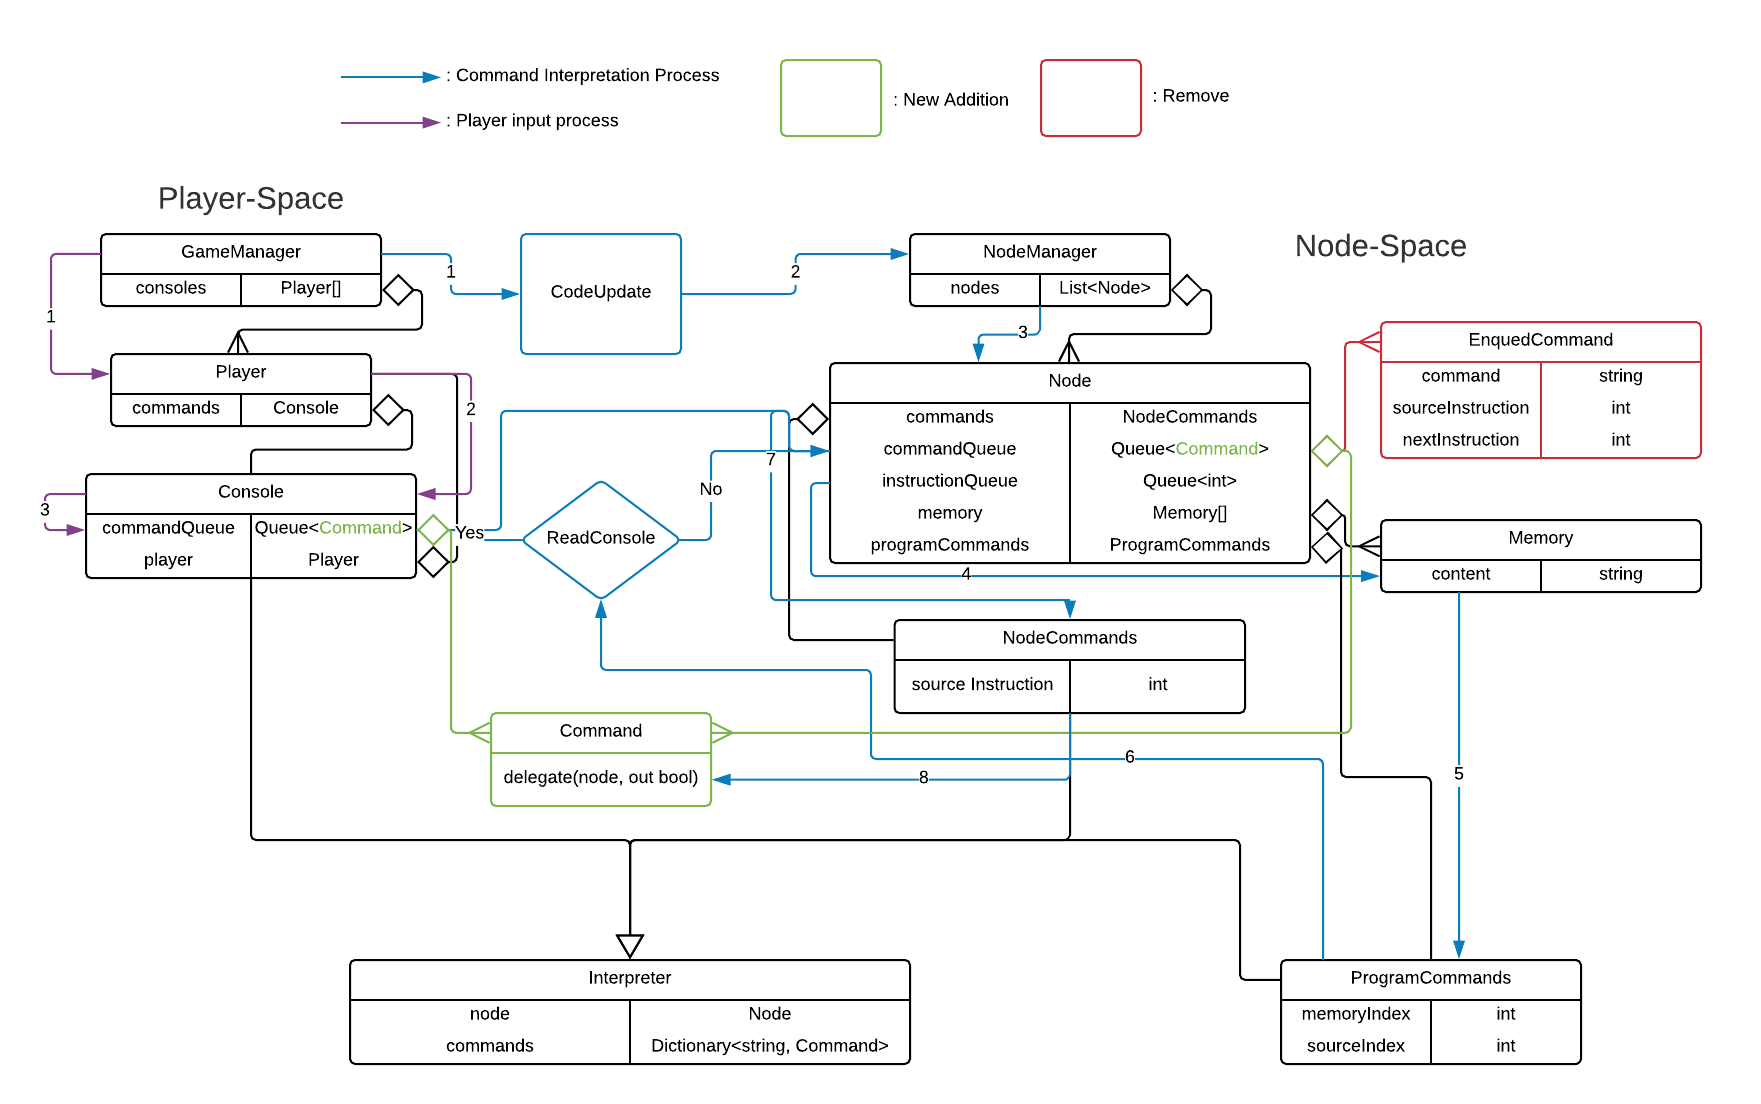 : Command Interpretation Process
: Player input process
: New Addition
: Remove
Player-Space
Node-Space
GameManager
consoles Player[]
1
1
CodeUpdate
2
NodeManager
nodes List<Node>
3
Player
commands Console
2
Console
commandQueue Queue<Command>
player Player
3
Yes
ReadConsole
No
7
Node
commands NodeCommands
commandQueue Queue<Command>
instructionQueue Queue<int>
memory Memory[]
programCommands ProgramCommands
4
EnquedCommand
command string
sourceInstruction int
nextInstruction int
Memory
content string
NodeCommands
source Instruction int
Command
delegate(node, out bool)
6
8
5
Interpreter
node Node
commands Dictionary<string, Command>
ProgramCommands
memoryIndex int
sourceIndex int